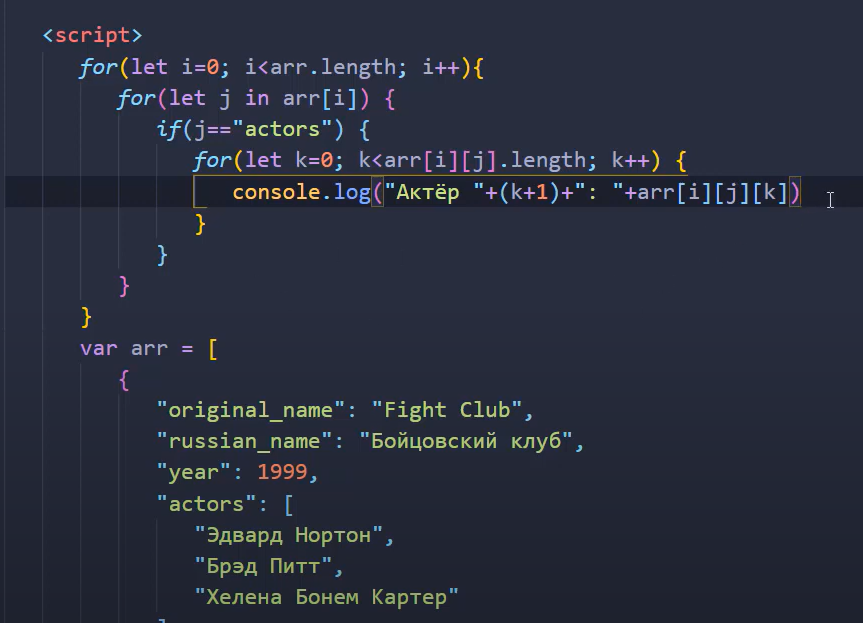 <script>
for(let i=0; i<arr.length; i++){
for(let j in arr[i]) {
if(j=="actors") {
for(let k=0; k<arr[i][j].length; k++) {
console.log("Актёр "+(k+1)+": "+arr[i][j][k])
}
}
}
}
var arr = [
{
"original_name": "Fight Club",
"russian_name": "Бойцовский клуб",
"year": 1999,
"actors": [
"Эдвард Нортон",
"Брэд Питт",
"Хелена Бонем Картер"